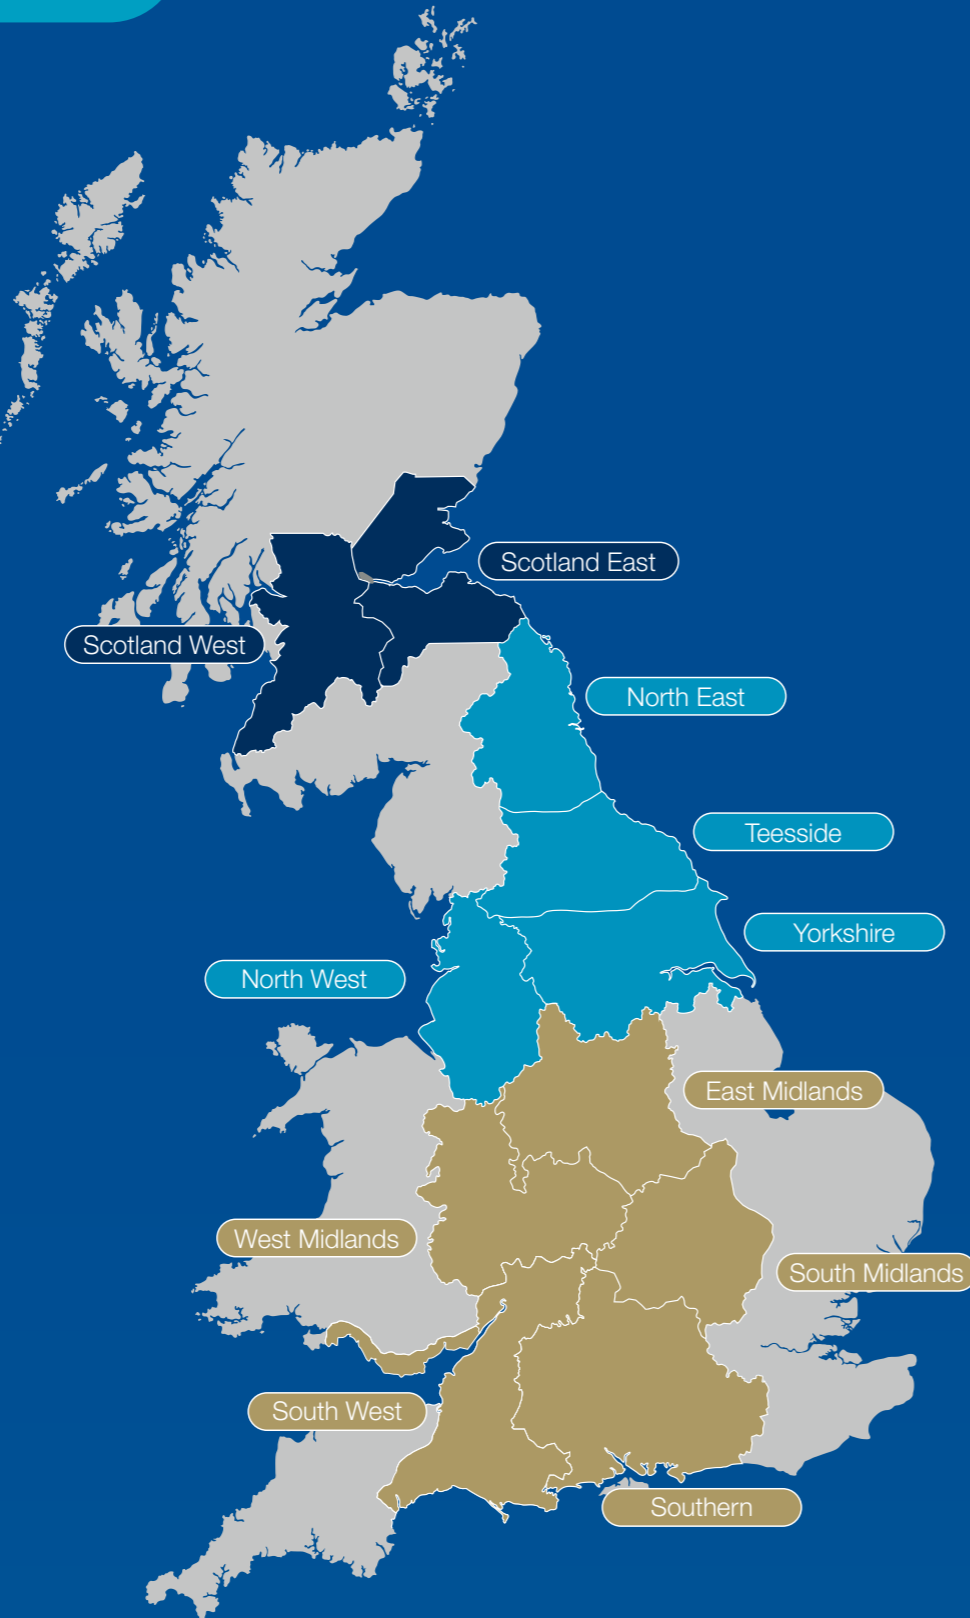 Scotland East
Scotland West
North East
Teesside
Yorkshire
North West
East Midlands
West Midlands
South Midlands
South West
Southern